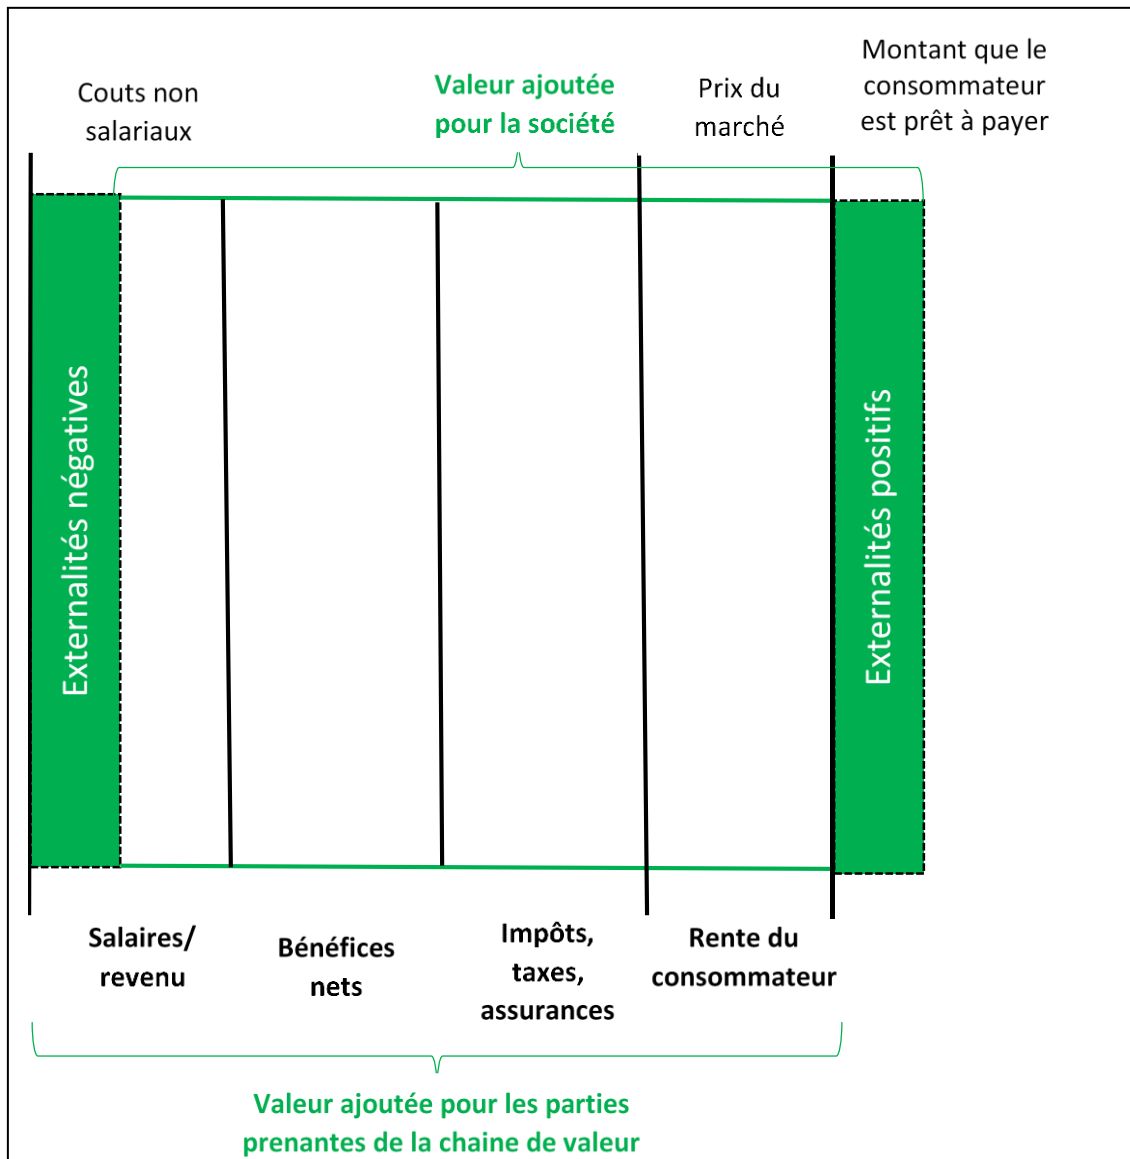 Couts non
salariaux
Valeur ajoutée
pour la société
Prix du
marché
Montant que le
consommateur
est prêt à payer
Externalités négatives
Externalités positifs
Salaires/
revenu
Bénéfices
nets
Impôts,
taxes,
assurances
Rente du
consommateur
Valeur ajoutée pour les parties
prenantes de la chaine de valeur